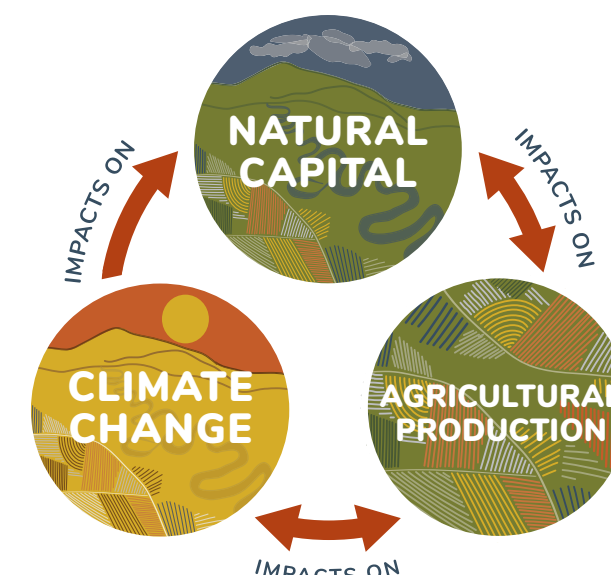 NATURAL
CAPITAL
IMPACTS ON
IMPACTS ON
CLIMATE
CHANGE
AGRICULTURAL
PRODUCTION
IMPACTS ON